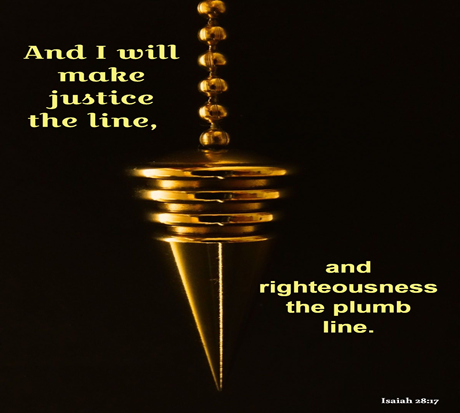 And I will
make
justice
the line,
and
righteousness
the plumb
line.
Isaiah 28:17